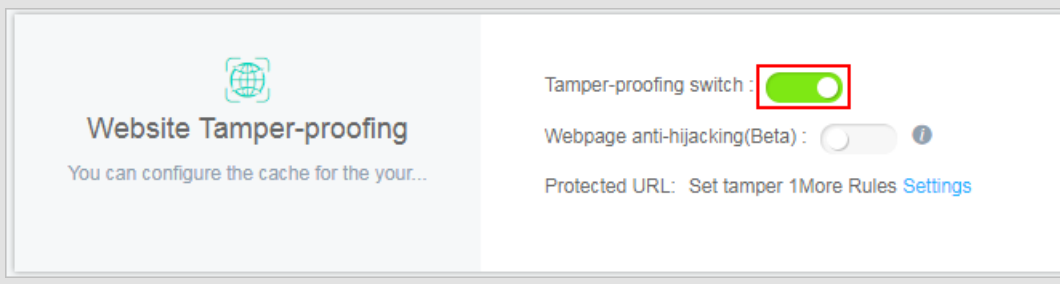 Website Tamper-proofing
You can configure the cache for the your...
Tamper-proofing switch :
Webpage anti-hijacking(Beta) :
Protected URL: Set tamper 1More Rules Settings